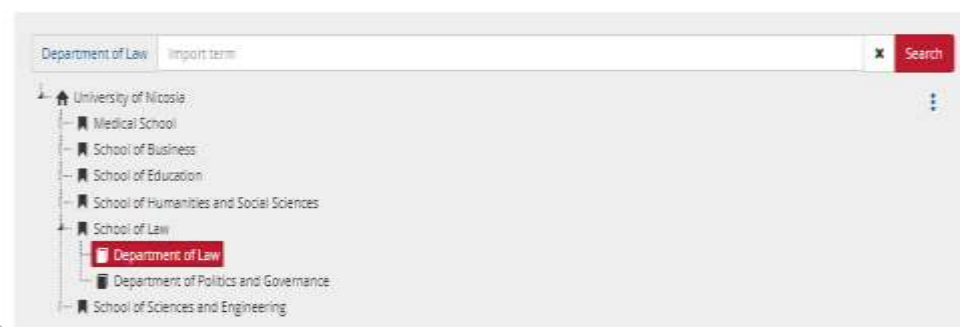 Department of Law Import term x Search
University of Nicosia
Medical School
School of Business
School of Education
School of Humanities and Social Sciences
School of Law
Department of Law
Department of Politics and Governance
School of Sciences and Engineering